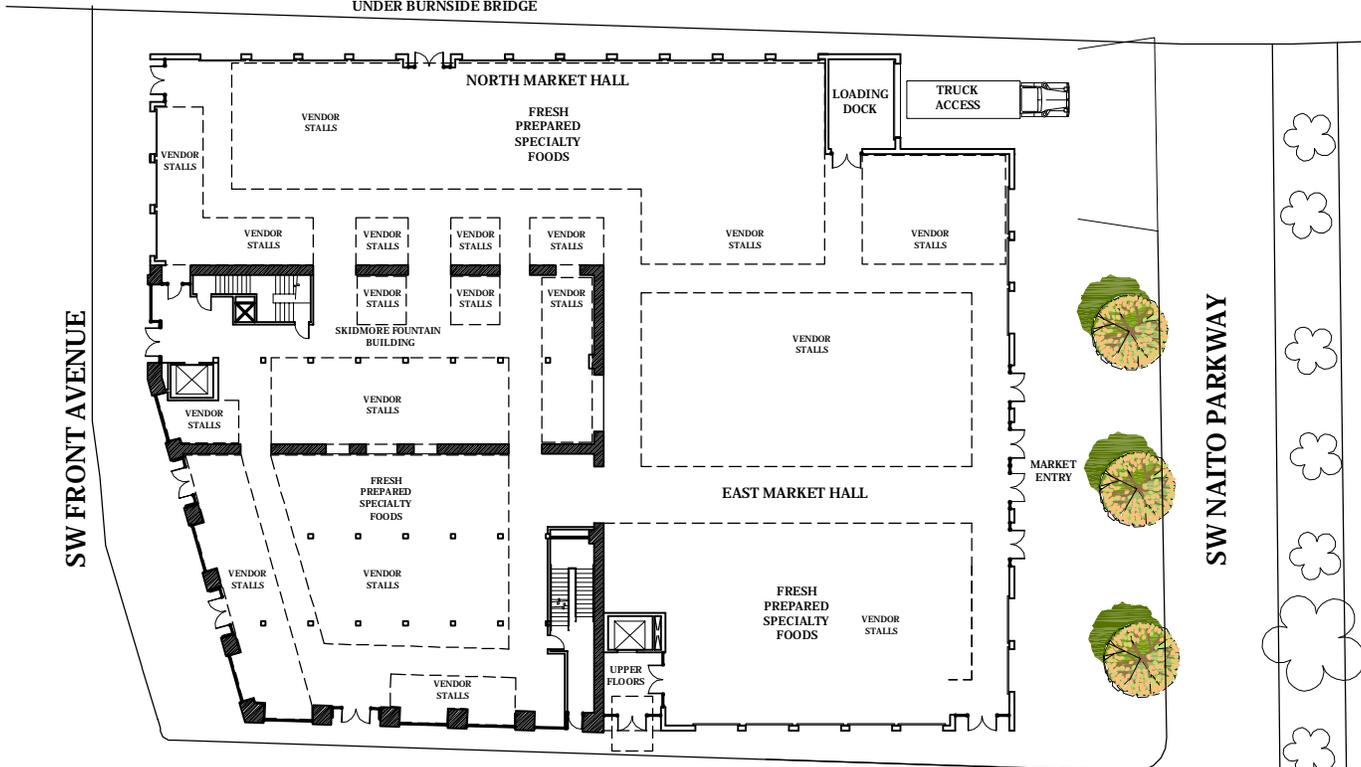 UNDER BURNSIDE BRIDGE
NORTH MARKET HALL
LOADING
DOCK
TRUCK
ACCESS
VENDOR
STALLS
FRESH
PREPARED
SPECIALTY
FOODS
VENDOR
STALLS
VENDOR
STALLS
VENDOR
STALLS
VENDOR
STALLS
VENDOR
STALLS
VENDOR
STALLS
VENDOR
STALLS
VENDOR
STALLS
VENDOR
STALLS
VENDOR
STALLS
SKIDMORE FOUNTAIN
BUILDING
VENDOR
STALLS
VENDOR
STALLS
VENDOR
STALLS
SW FRONT AVENUE
SW NAITO PARKWAY
MARKET
ENTRY
EAST MARKET HALL
FRESH
PREPARED
SPECIALTY
FOODS
VENDOR
STALLS
VENDOR
STALLS
FRESH
PREPARED
SPECIALTY
FOODS
VENDOR
STALLS
UPPER
FLOORS
VENDOR
STALLS